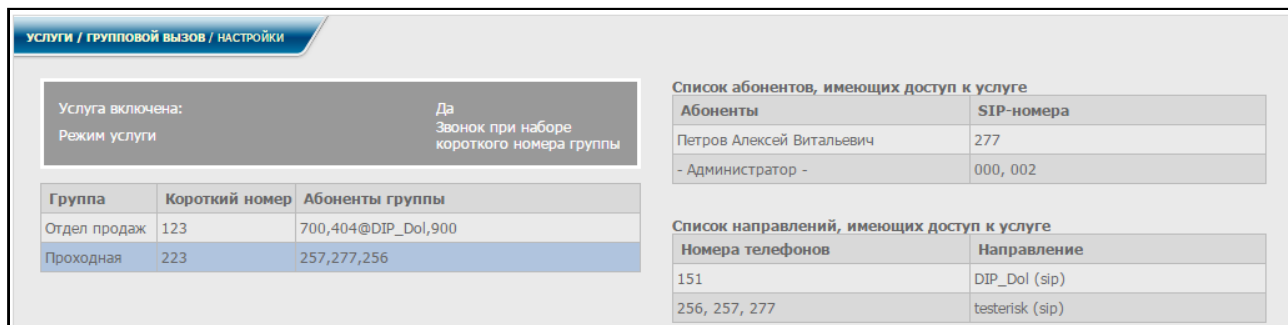 УСЛУГИ / ГРУППОВОЙ ВЫЗОВ / НАСТРОЙКИ
Услуга включена: Да
Режим услуги Звонок при наборе
короткого номера группы
Группа Короткий номер Абоненты группы
Отдел продаж 123 700,404@DIP_Dol,900
Проходная 223 257,277,256
Список абонентов, имеющих доступ к услуге
Абоненты SIP-номера
Петров Алексей Витальевич 277
- Администратор - 000, 002
Список направлений, имеющих доступ к услуге
Номера телефонов Направление
151 DIP_Dol (sip)
256, 257, 277 testerisk (sip)